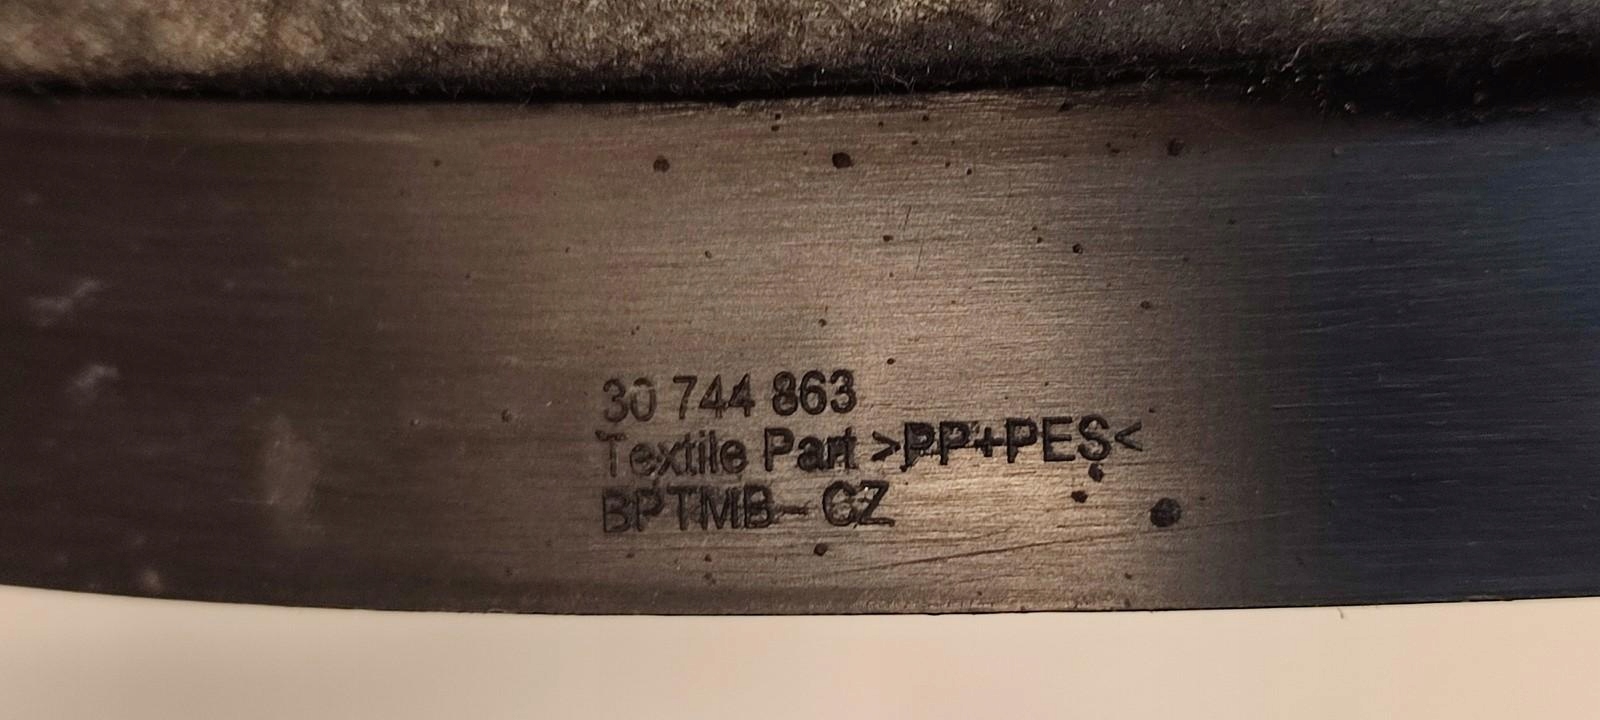 30 744 863
Textile Part >PP+PES<
BPTMB-CZ